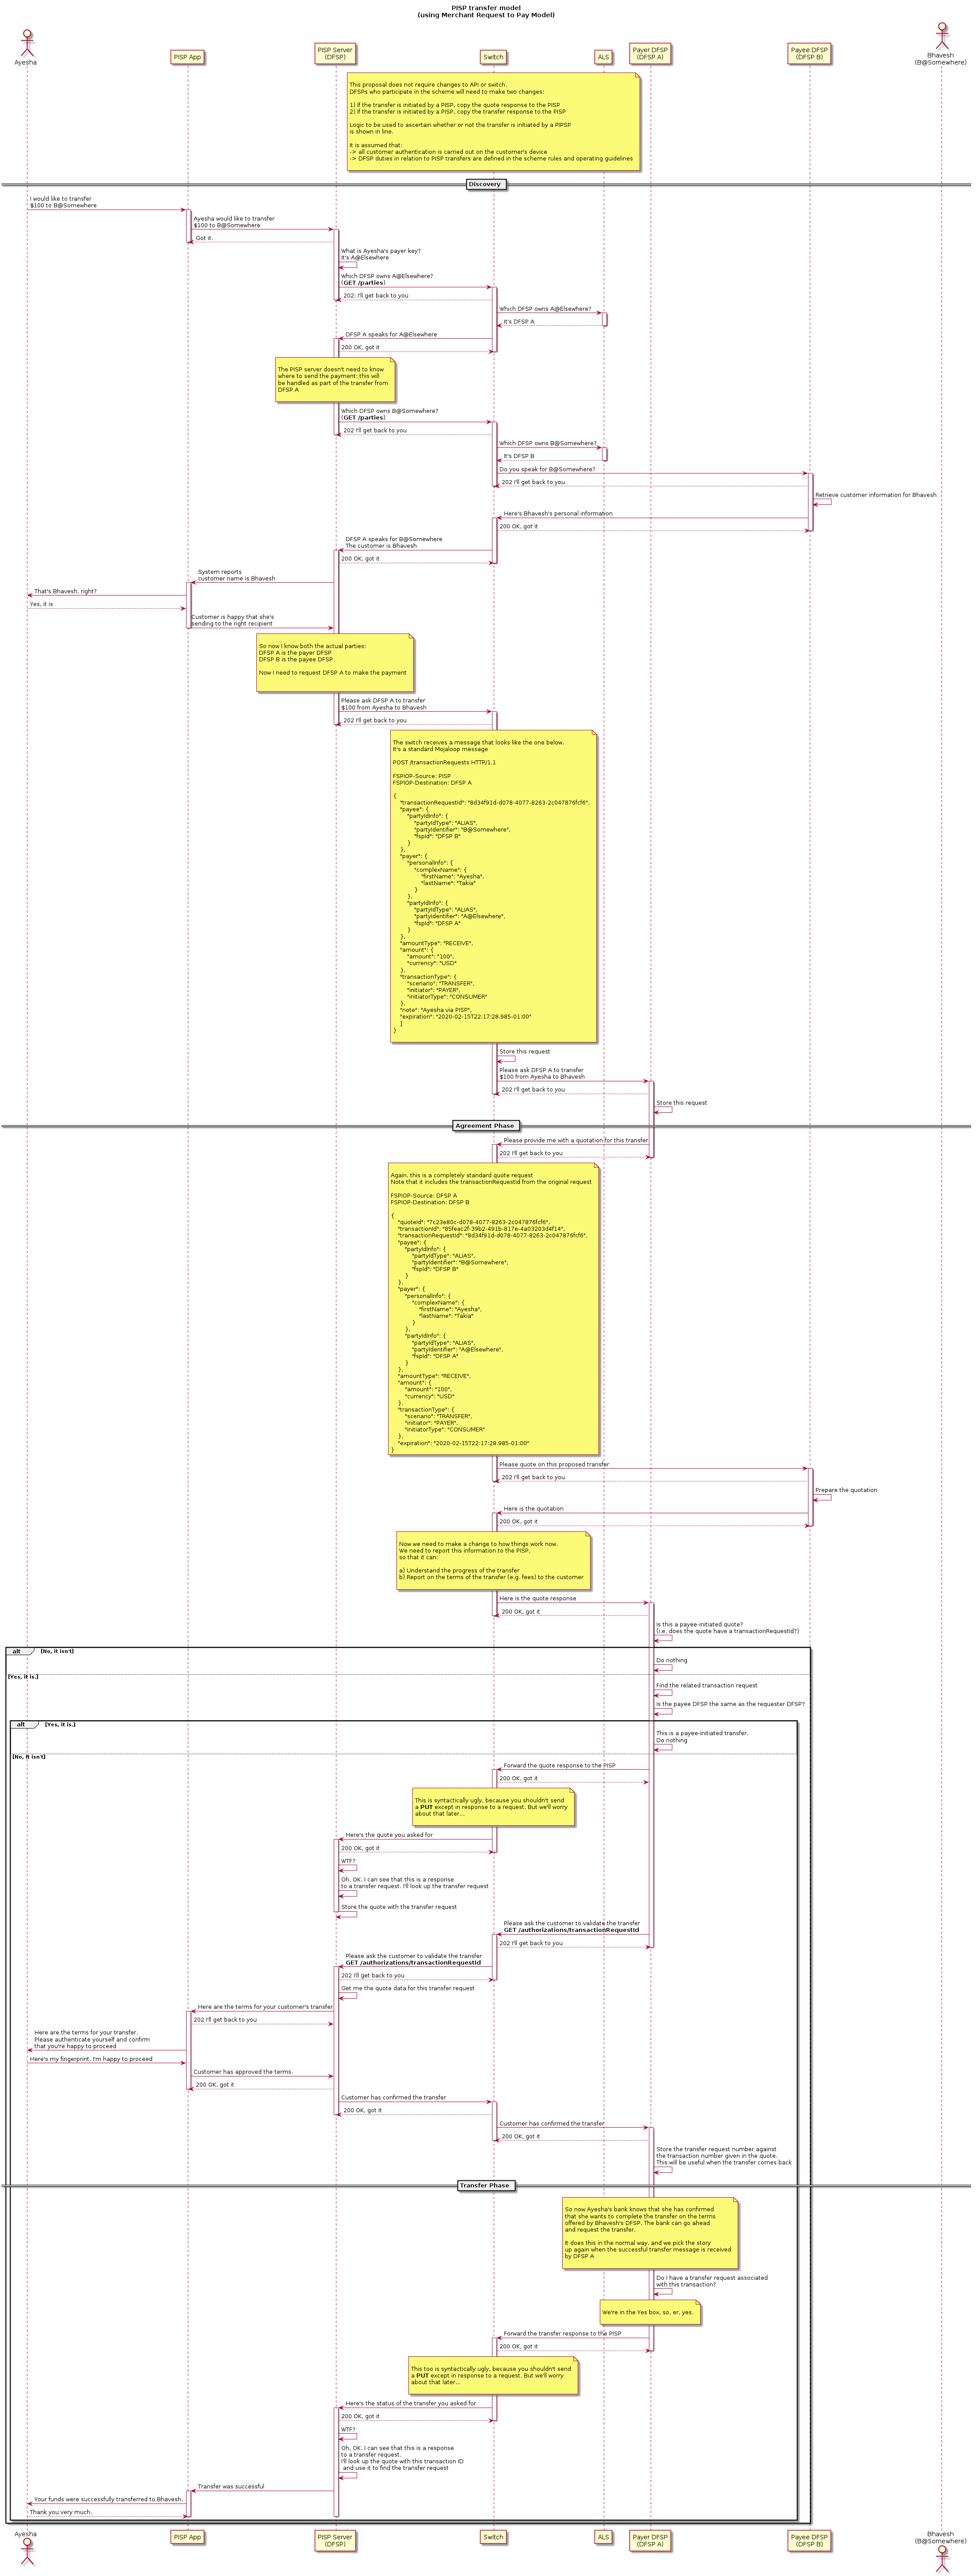 PISP transfer model
(using Merchant Request to Pay Model)
Ayesha
PISP App
PISP Server
(DFSP)
Switch
ALS
Payer DFSP
(DFSP A)
Payee DFSP
(DFSP B)
Bhavesh
(B@Somewhere)
This proposal does not require changes to API or switch.
DFSPs who participate in the scheme will need to make two changes:
1) If the transfer is initiated by a PISP, copy the quote response to the PISP
2) If the transfer is initiated by a PISP, copy the transfer response to the PISP
Logic to be used to ascertain whether or not the transfer is initiated by a PIPSP
is shown in line.
It is assumed that:
-> all customer authentication is carried out on the customer's device
-> DFSP duties in relation to PISP transfers are defined in the scheme rules and operating guidelines
Discovery
I would like to transfer
$100 to B@Somewhere
Ayesha would like to transfer
$100 to B@Somewhere
Got it.
What is Ayesha's payer key?
It's A@Elsewhere
Which DFSP owns A@Elsewhere?
(GET /parties)
202: I'll get back to you
Which DFSP owns A@Elsewhere?
It's DFSP A
DFSP A speaks for A@Elsewhere
200 OK, got it
The PISP server doesn't need to know
where to send the payment: this will
be handled as part of the transfer from
DFSP A
Which DFSP owns B@Somewhere?
(GET /parties)
202 I'll get back to you
Which DFSP owns B@Somewhere?
It's DFSP B
Do you speak for B@Somewhere?
202 I'll get back to you
Retrieve customer information for Bhavesh
Here's Bhavesh's personal information
200 OK, got it
DFSP A speaks for B@Somewhere
The customer is Bhavesh
200 OK, got it
System reports
customer name is Bhavesh
That's Bhavesh, right?
Yes, it is
Customer is happy that she's
sending to the right recipient
So now I know both the actual parties:
DFSP A is the payer DFSP
DFSP B is the payee DFSP
Now I need to request DFSP A to make the payment
Please ask DFSP A to transfer
$100 from Ayesha to Bhavesh
202 I'll get back to you
The switch receives a message that looks like the one below.
It's a standard Mojaloop message
POST /transactionRequests HTTP/1.1
FSPIOP-Source: PISP
FSPIOP-Destination: DFSP A
{
"transactionRequestId": "8d34f91d-d078-4077-8263-2c047876fcf6",
"payee": {
"partyIdInfo": {
"partyIdType": "ALIAS",
"partyIdentifier": "B@Somewhere",
"fspId": "DFSP B"
}
},
"payer": {
"personalInfo": {
"complexName": {
"firstName": "Ayesha",
"lastName": "Takia"
}
},
"partyIdInfo": {
"partyIdType": "ALIAS",
"partyIdentifier": "A@Elsewhere",
"fspId": "DFSP A"
}
},
"amountType": "RECEIVE",
"amount": {
"amount": "100",
"currency": "USD"
},
"transactionType": {
"scenario": "TRANSFER",
"initiator": "PAYER",
"initiatorType": "CONSUMER"
},
"note": "Ayesha via PISP",
"expiration": "2020-02-15T22:17:28.985-01:00"
]
}
Store this request
Please ask DFSP A to transfer
$100 from Ayesha to Bhavesh
202 I'll get back to you
Store this request
Agreement Phase
Please provide me with a quotation for this transfer
202 I'll get back to you
Again, this is a completely standard quote request
Note that it includes the transactionRequestId from the original request
FSPIOP-Source: DFSP A
FSPIOP-Destination: DFSP B
{
"quoteId": "7c23e80c-d078-4077-8263-2c047876fcf6",
"transactionId": "85feac2f-39b2-491b-817e-4a03203d4f14",
"transactionRequestId": "8d34f91d-d078-4077-8263-2c047876fcf6",
"payee": {
"partyIdInfo": {
"partyIdType": "ALIAS",
"partyIdentifier": "B@Somewhere",
"fspId": "DFSP B"
}
},
"payer": {
"personalInfo": {
"complexName": {
"firstName": "Ayesha",
"lastName": "Takia"
}
},
"partyIdInfo": {
"partyIdType": "ALIAS",
"partyIdentifier": "A@Elsewhere",
"fspId": "DFSP A"
}
},
"amountType": "RECEIVE",
"amount": {
"amount": "100",
"currency": "USD"
},
"transactionType": {
"scenario": "TRANSFER",
"initiator": "PAYER",
"initiatorType": "CONSUMER"
},
"expiration": "2020-02-15T22:17:28.985-01:00"
}
Please quote on this proposed transfer
202 I'll get back to you
Prepare the quotation
Here is the quotation
200 OK, got it
Now we need to make a change to how things work now.
We need to report this information to the PISP,
so that it can:
a) Understand the progress of the transfer
b) Report on the terms of the transfer (e.g. fees) to the customer
Here is the quote response
200 OK, got it
Is this a payee-initiated quote?
(i.e. does the quote have a transactionRequestId?)
alt
[No, it isn't]
Do nothing
[Yes, it is.]
Find the related transaction request
Is the payee DFSP the same as the requester DFSP?
alt
[Yes, it is.]
This is a payee-initiated transfer.
Do nothing
[No, it isn't]
Forward the quote response to the PISP
200 OK, got it
This is syntactically ugly, because you shouldn't send
a PUT except in response to a request. But we'll worry
about that later...
Here's the quote you asked for
200 OK, got it
WTF?
Oh, OK. I can see that this is a response
to a transfer request. I'll look up the transfer request
Store the quote with the transfer request
Please ask the customer to validate the transfer
GET /authorizations/transactionRequestId
202 I'll get back to you
Please ask the customer to validate the transfer
GET /authorizations/transactionRequestId
202 I'll get back to you
Get me the quote data for this transfer request
Here are the terms for your customer's transfer
202 I'll get back to you
Here are the terms for your transfer.
Please authenticate yourself and confirm
that you're happy to proceed
Here's my fingerprint. I'm happy to proceed
Customer has approved the terms.
200 OK, got it
Customer has confirmed the transfer
200 OK, got it
Customer has confirmed the transfer
200 OK, got it
Store the transfer request number against
the transaction number given in the quote.
This will be useful when the transfer comes back
Transfer Phase
So now Ayesha's bank knows that she has confirmed
that she wants to complete the transfer on the terms
offered by Bhavesh's DFSP. The bank can go ahead
and request the transfer.
It does this in the normal way, and we pick the story
up again when the successful transfer message is received
by DFSP A
Do I have a transfer request associated
with this transaction?
We're in the Yes box, so, er, yes.
Forward the transfer response to the PISP
200 OK, got it
This too is syntactically ugly, because you shouldn't send
a PUT except in response to a request. But we'll worry
about that later...
Here's the status of the transfer you asked for
200 OK, got it
WTF?
Oh, OK. I can see that this is a response
to a transfer request.
I'll look up the quote with this transaction ID
and use it to find the transfer request
Transfer was successful
Your funds were successfully transferred to Bhavesh.
Thank you very much.
Ayesha
PISP App
PISP Server
(DFSP)
Switch
ALS
Payer DFSP
(DFSP A)
Payee DFSP
(DFSP B)
Bhavesh
(B@Somewhere)